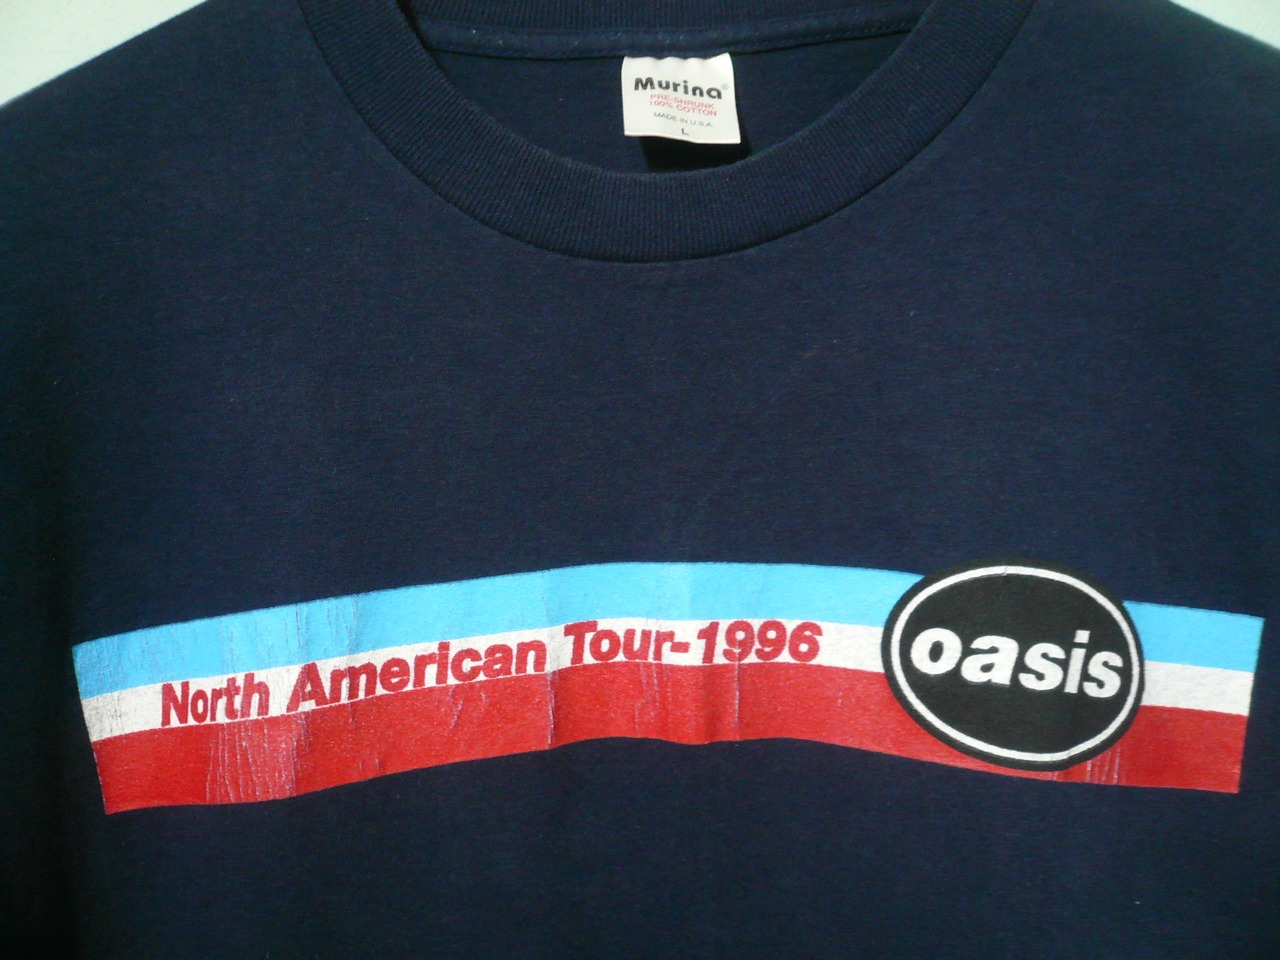 Murina®
PRE-SHRUNK
100% COTTON
MADE IN U.S.A.
L
North American Tour-1996
oasis